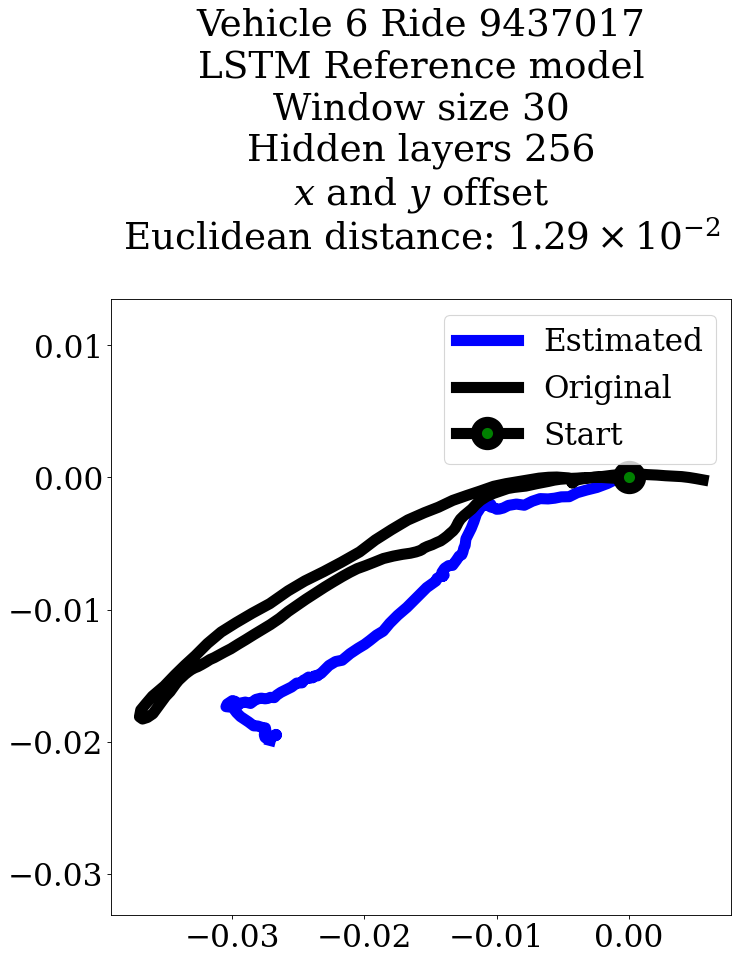 Vehicle 6 Ride 9437017
LSTM Reference model
Window size 30
Hidden layers 256
x and y offset
Euclidean distance: 1.29 × 10⁻²
Estimated
Original
Start
0.01
0.00
−0.01
−0.02
−0.03
−0.03 −0.02 −0.01 0.00